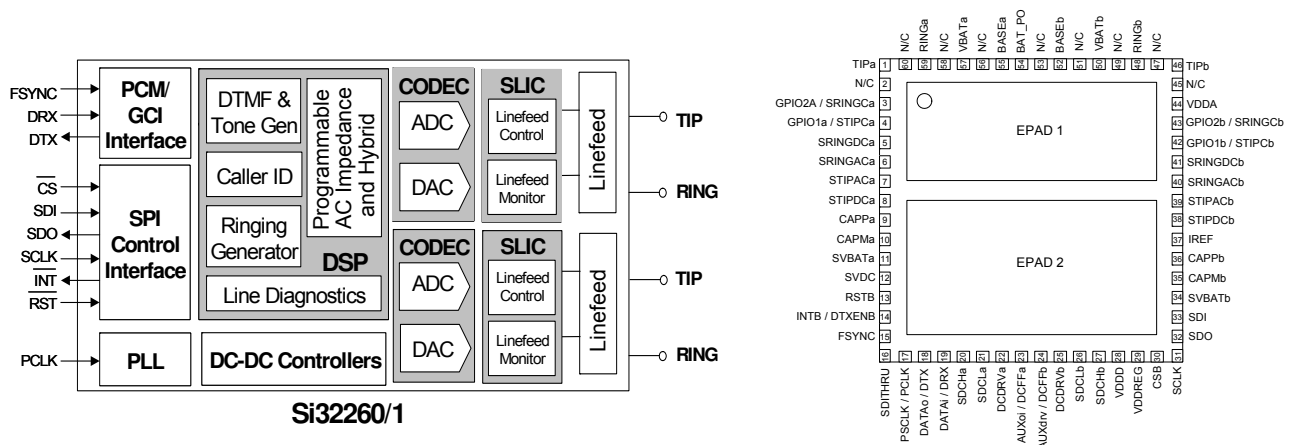 FSYNC
DRX
DTX
CS
SDI
SDO
SCLK
INT
RST
PCLK
PCM/
GCI
Interface
SPI
Control
Interface
PLL
DTMF &
Tone Gen
Caller ID
Ringing
Generator
Programmable
AC Impedance
and Hybrid
DSP
Line Diagnostics
DC-DC Controllers
CODEC
ADC
DAC
SLIC
Linefeed
Control
Linefeed
Monitor
Linefeed
TIP
RING
CODEC
ADC
DAC
SLIC
Linefeed
Control
Linefeed
Monitor
Linefeed
TIP
RING
Si32260/1
N/C 60
RINGa 59
N/C 58
VBATa 57
N/C 56
BASEa 55
BAT_PO 54
N/C 53
BASEb 52
N/C 51
VBATb 50
N/C 49
RINGb 48
N/C 47
TIPa 1
N/C 2
GPIO2A / SRINGCa 3
GPIO1a / STIPCa 4
SRINGDCa 5
SRINGACa 6
STIPACa 7
STIPDCa 8
CAPPa 9
CAPMa 10
SVBATa 11
SVDC 12
RSTB 13
INTB / DTXENB 14
FSYNC 15
EPAD 1
EPAD 2
46 TIPb
45 N/C
44 VDDA
43 GPIO2b / SRINGCb
42 GPIO1b / STIPCb
41 SRINGDCb
40 SRINGACb
39 STIPACb
38 STIPDCb
37 IREF
36 CAPPb
35 CAPMb
34 SVBATb
33 SDI
32 SDO
16 SDITHRU
17 PSCLK / PCLK
18 DATAo / DTX
19 DATAi / DRX
20 SDCHa
21 SDCLa
22 DCDRVa
23 AUXoi / DCFFa
24 AUXdrv / DCFFb
25 DCDRVb
26 SDCLb
27 SDCHb
28 VDDD
29 VDDREG
30 CSB
31 SCLK